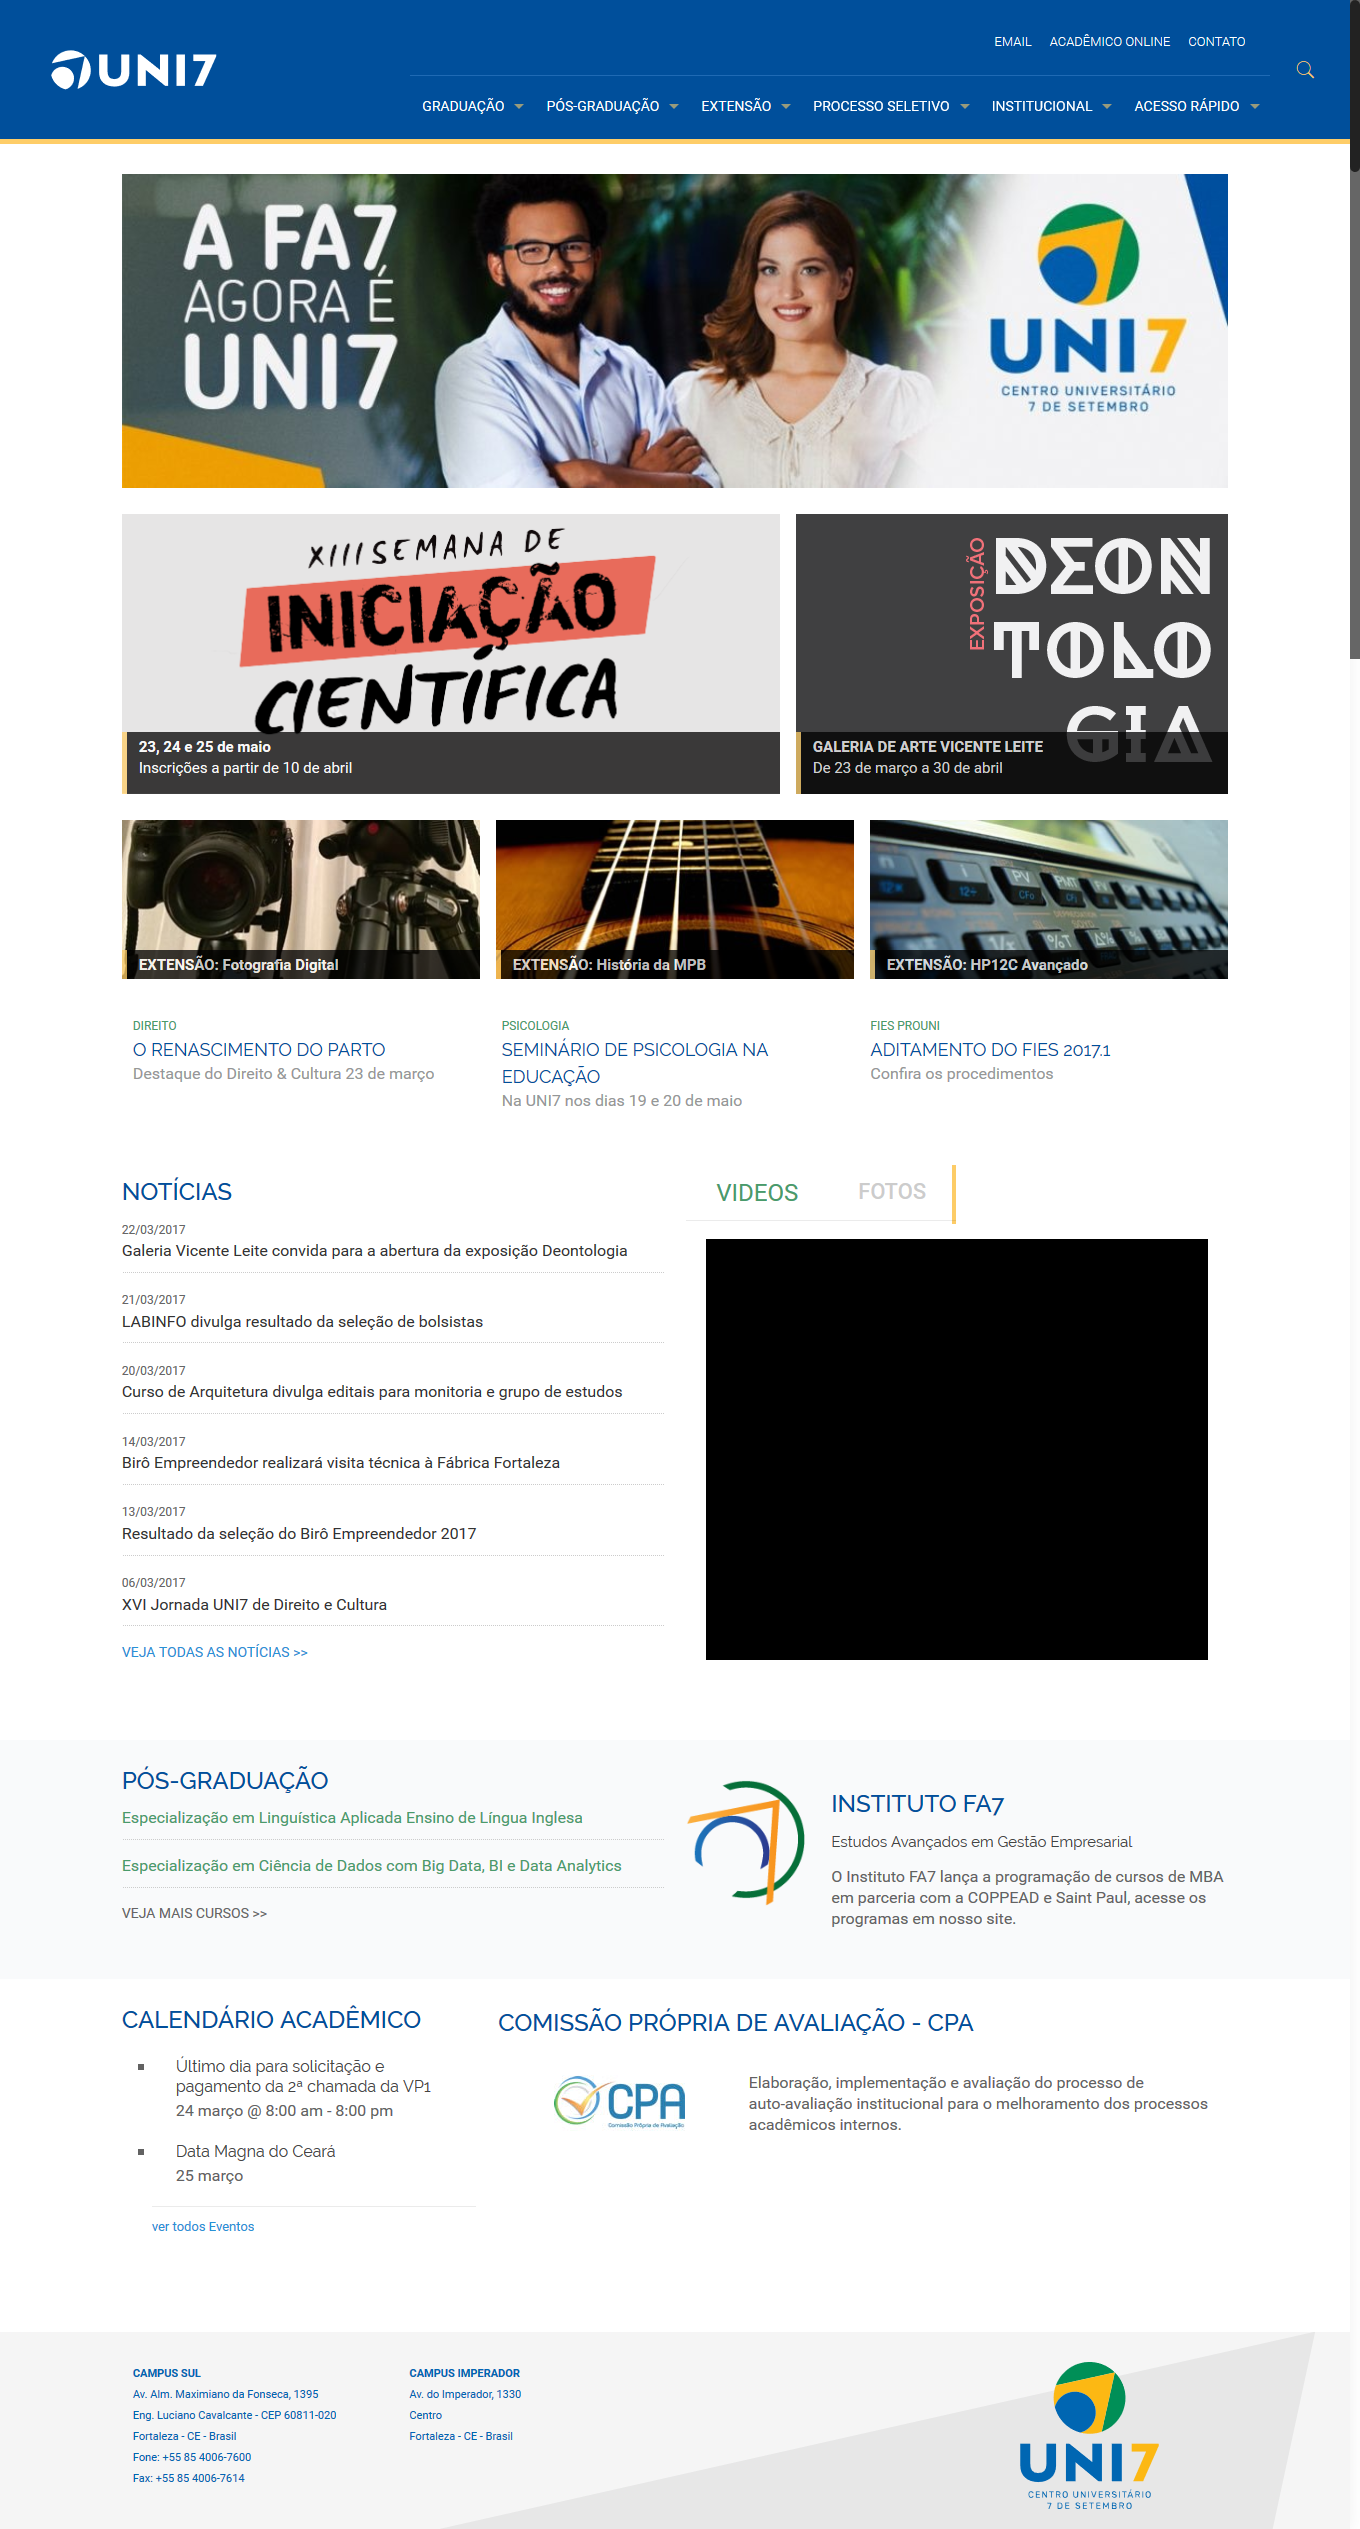 EMAIL ACADÊMICO ONLINE CONTATO
UNI7
GRADUAÇÃO PÓS-GRADUAÇÃO EXTENSÃO PROCESSO SELETIVO INSTITUCIONAL ACESSO RÁPIDO
A FA7
AGORA É
UNI7
UNI7
CENTRO UNIVERSITÁRIO
7 DE SETEMBRO
XIII SEMANA DE
INICIAÇÃO
CIENTÍFICA
23, 24 e 25 de maio
Inscrições a partir de 10 de abril
EXPOSIÇÃO
DEON
TOLO
GIA
GALERIA DE ARTE VICENTE LEITE
De 23 de março a 30 de abril
EXTENSÃO: Fotografia Digital
EXTENSÃO: História da MPB
EXTENSÃO: HP12C Avançado
DIREITO
O RENASCIMENTO DO PARTO
Destaque do Direito & Cultura 23 de março
PSICOLOGIA
SEMINÁRIO DE PSICOLOGIA NA
EDUCAÇÃO
Na UNI7 nos dias 19 e 20 de maio
FIES PROUNI
ADITAMENTO DO FIES 2017.1
Confira os procedimentos
NOTÍCIAS
22/03/2017
Galeria Vicente Leite convida para a abertura da exposição Deontologia
21/03/2017
LABINFO divulga resultado da seleção de bolsistas
20/03/2017
Curso de Arquitetura divulga editais para monitoria e grupo de estudos
14/03/2017
Birô Empreendedor realizará visita técnica à Fábrica Fortaleza
13/03/2017
Resultado da seleção do Birô Empreendedor 2017
06/03/2017
XVI Jornada UNI7 de Direito e Cultura
VEJA TODAS AS NOTÍCIAS >>
VIDEOS FOTOS
PÓS-GRADUAÇÃO
Especialização em Linguística Aplicada Ensino de Língua Inglesa
Especialização em Ciência de Dados com Big Data, BI e Data Analytics
VEJA MAIS CURSOS >>
INSTITUTO FA7
Estudos Avançados em Gestão Empresarial
O Instituto FA7 lança a programação de cursos de MBA
em parceria com a COPPEAD e Saint Paul, acesse os
programas em nosso site.
CALENDÁRIO ACADÊMICO
Último dia para solicitação e
pagamento da 2ª chamada da VP1
24 março @ 8:00 am - 8:00 pm
Data Magna do Ceará
25 março
ver todos Eventos
COMISSÃO PRÓPRIA DE AVALIAÇÃO - CPA
CPA
Comissão Própria de Avaliação
Elaboração, implementação e avaliação do processo de
auto-avaliação institucional para o melhoramento dos processos
acadêmicos internos.
CAMPUS SUL
Av. Alm. Maximiano da Fonseca, 1395
Eng. Luciano Cavalcante - CEP 60811-020
Fortaleza - CE - Brasil
Fone: +55 85 4006-7600
Fax: +55 85 4006-7614
CAMPUS IMPERADOR
Av. do Imperador, 1330
Centro
Fortaleza - CE - Brasil
UNI7
CENTRO UNIVERSITÁRIO
7 DE SETEMBRO